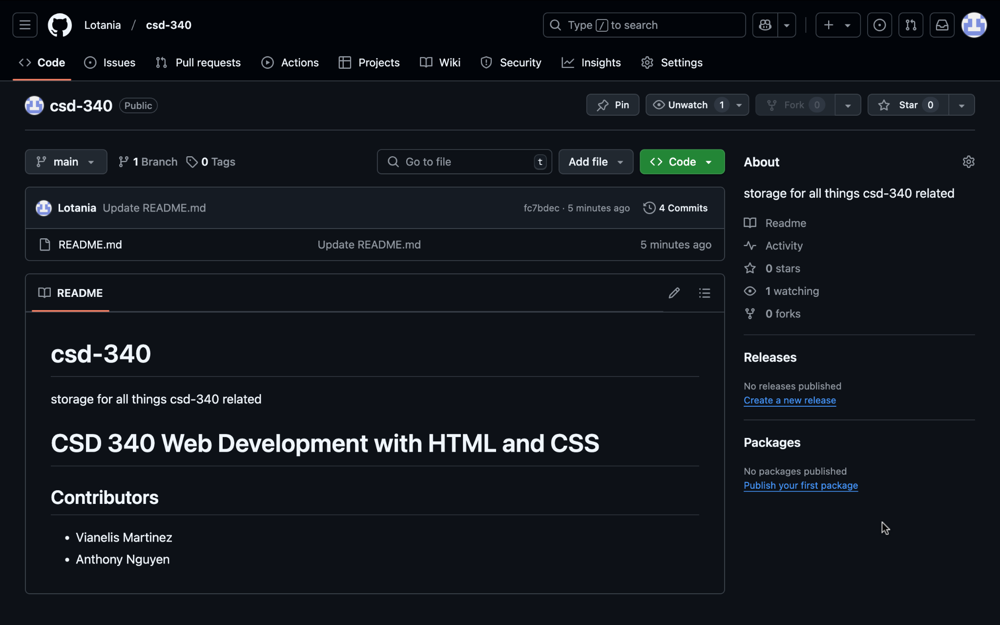 Lotania / csd-340
Type / to search
Code Issues Pull requests Actions Projects Wiki Security Insights Settings
csd-340 Public
Pin Unwatch 1 Fork 0 Star 0
main 1 Branch 0 Tags Go to file t Add file Code
Lotania Update README.md fc7bdec · 5 minutes ago 4 Commits
README.md Update README.md 5 minutes ago
README
csd-340
storage for all things csd-340 related
CSD 340 Web Development with HTML and CSS
Contributors
• Vianelis Martinez
• Anthony Nguyen
About
storage for all things csd-340 related
Readme
Activity
0 stars
1 watching
0 forks
Releases
No releases published
Create a new release
Packages
No packages published
Publish your first package